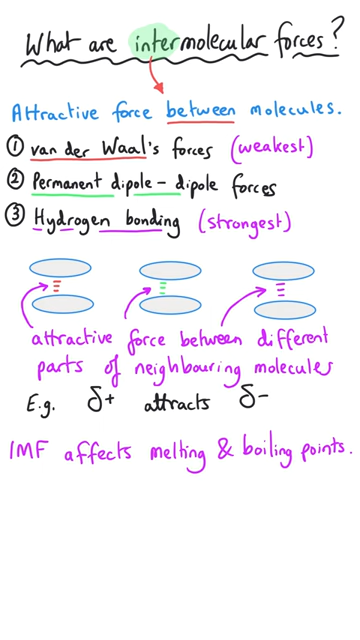 What are intermolecular forces?
Attractive force between molecules.
① van der Waal's forces (weakest)
② Permanent dipole - dipole forces
③ Hydrogen bonding (strongest)
attractive force between different
parts of neighbouring molecules
E.g. δ+ attracts δ-
IMF affects melting & boiling points.